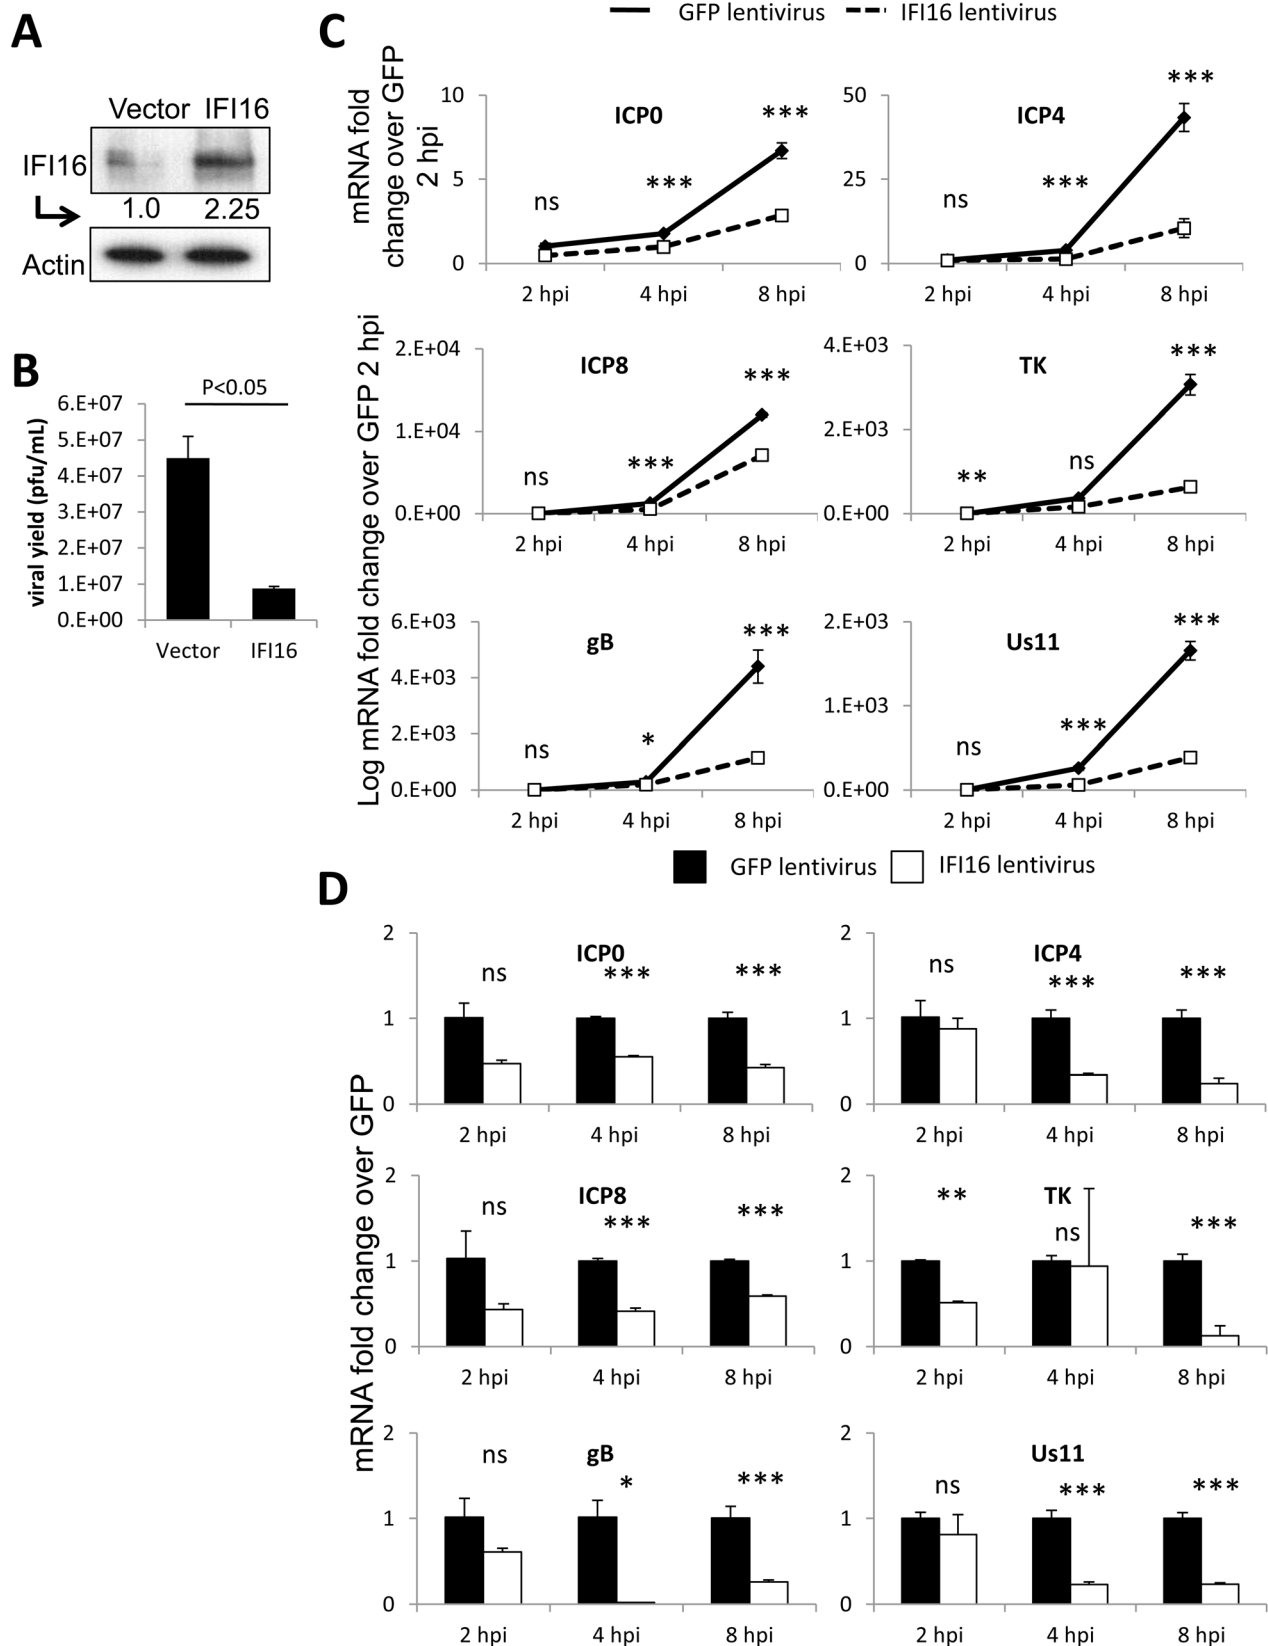 A
Vector IFI16
IFI16
1.0 2.25
Actin
B
P<0.05
viral yield (pfu/mL)
6.E+07
5.E+07
4.E+07
3.E+07
2.E+07
1.E+07
0.E+00
Vector IFI16
C
GFP lentivirus IFI16 lentivirus
mRNA fold
change over GFP
2 hpi
10
5
0
ICP0
ns
***
***
2 hpi 4 hpi 8 hpi
50
25
0
ICP4
ns
***
***
2 hpi 4 hpi 8 hpi
Log mRNA fold change over GFP 2 hpi
2.E+04
1.E+04
0.E+00
ICP8
ns
***
***
2 hpi 4 hpi 8 hpi
4.E+03
2.E+03
0.E+00
TK
**
ns
***
2 hpi 4 hpi 8 hpi
6.E+03
4.E+03
2.E+03
0.E+00
gB
ns
*
***
2 hpi 4 hpi 8 hpi
2.E+03
1.E+03
0.E+00
Us11
ns
***
***
2 hpi 4 hpi 8 hpi
D
GFP lentivirus IFI16 lentivirus
mRNA fold change over GFP
2
1
0
ICP0
ns *** ***
2 hpi 4 hpi 8 hpi
2
1
0
ICP4
ns *** ***
2 hpi 4 hpi 8 hpi
2
1
0
ICP8
ns *** ***
2 hpi 4 hpi 8 hpi
2
1
0
TK
** ns ***
2 hpi 4 hpi 8 hpi
2
1
0
gB
ns * ***
2 hpi 4 hpi 8 hpi
2
1
0
Us11
ns *** ***
2 hpi 4 hpi 8 hpi